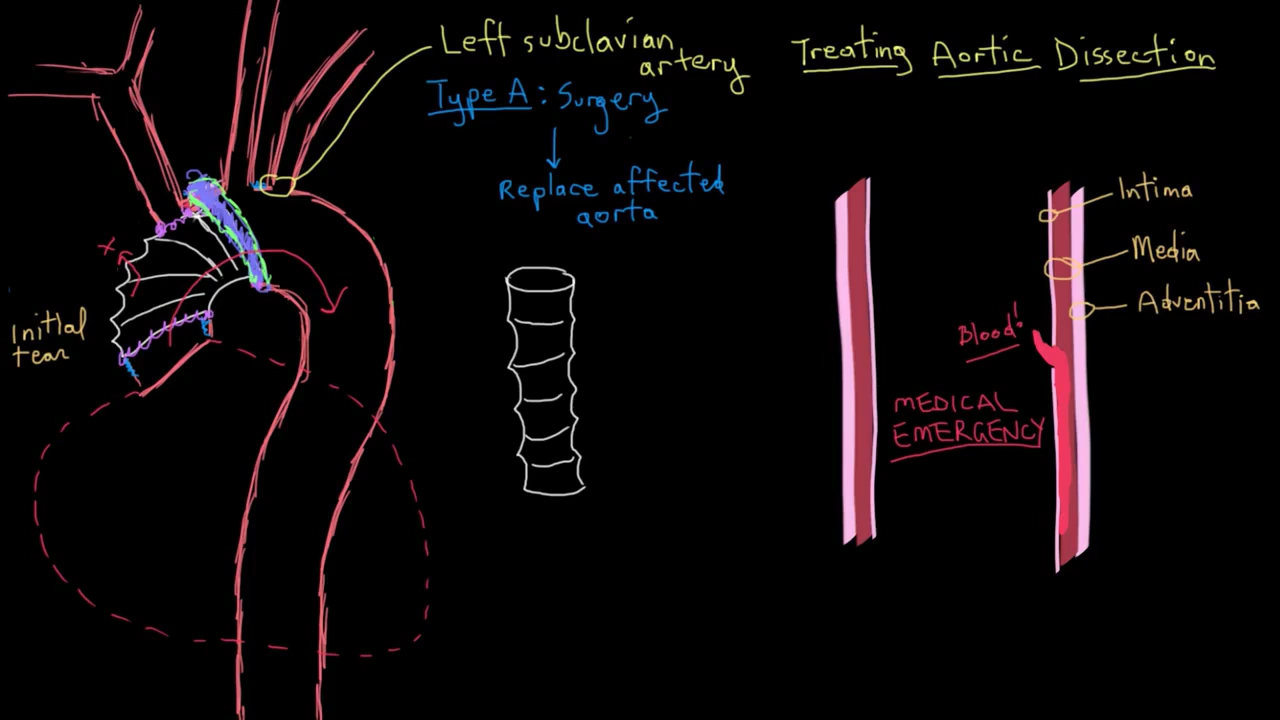 Left subclavian
artery
Treating Aortic Dissection
Type A: Surgery
Replace affected
aorta
Intima
Media
Adventitia
Initial
tear
Blood!
MEDICAL
EMERGENCY